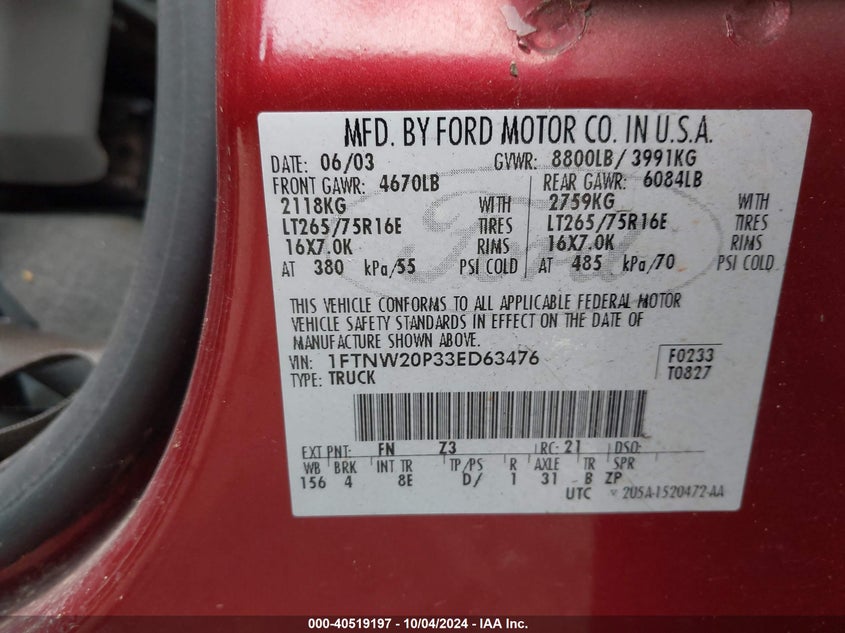 MFD. BY FORD MOTOR CO. IN U.S.A.
DATE: 06/03 GVWR: 8800LB/ 3991KG
FRONT GAWR: 4670LB REAR GAWR: 6084LB
2118KG WITH 2759KG WITH
LT265/75R16E TIRES LT265/75R16E TIRES
16X7.0K RIMS 16X7.0K RIMS
AT 380 kPa/55 PSI COLD AT 485 kPa/70 PSI COLD
Ford
THIS VEHICLE CONFORMS TO ALL APPLICABLE FEDERAL MOTOR
VEHICLE SAFETY STANDARDS IN EFFECT ON THE DATE OF
MANUFACTURE SHOWN ABOVE.
VIN: 1FTNW20P33ED63476 F0233
TYPE: TRUCK T0827
EXT PNT: FN Z3 RC: 21 DSO:
WB BRK INT TR TP/PS R AXLE TR SPR
156 4 8E D/ 1 31 B ZP
UTC 2U5A-1520472-AA
000-40519197 - 10/04/2024 - IAA Inc.